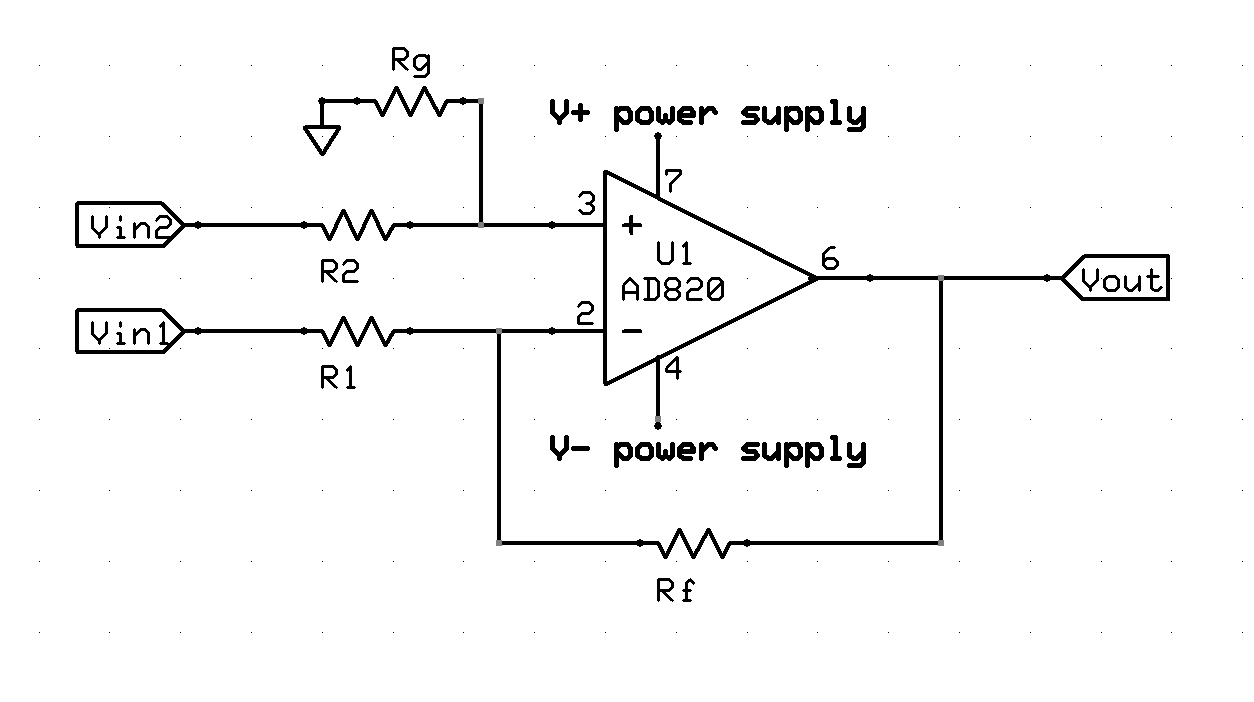 Rg
V+ power supply
7
3
Vin2
+
U1
6
R2
AD820
Vout
2
Vin1
−
R1
4
V- power supply
Rf